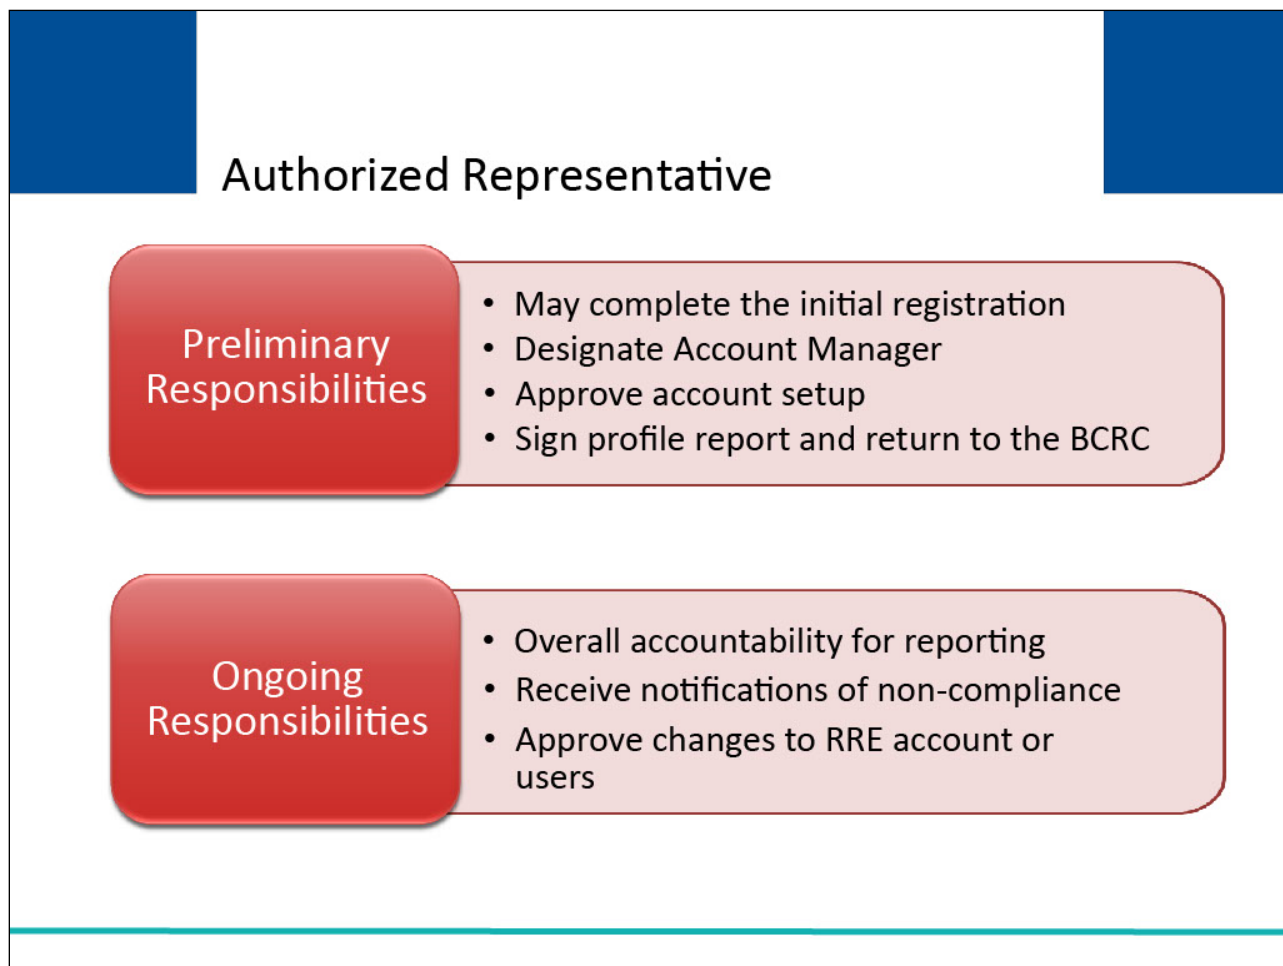 Authorized Representative
Preliminary
Responsibilities
• May complete the initial registration
• Designate Account Manager
• Approve account setup
• Sign profile report and return to the BCRC
Ongoing
Responsibilities
• Overall accountability for reporting
• Receive notifications of non-compliance
• Approve changes to RRE account or
users